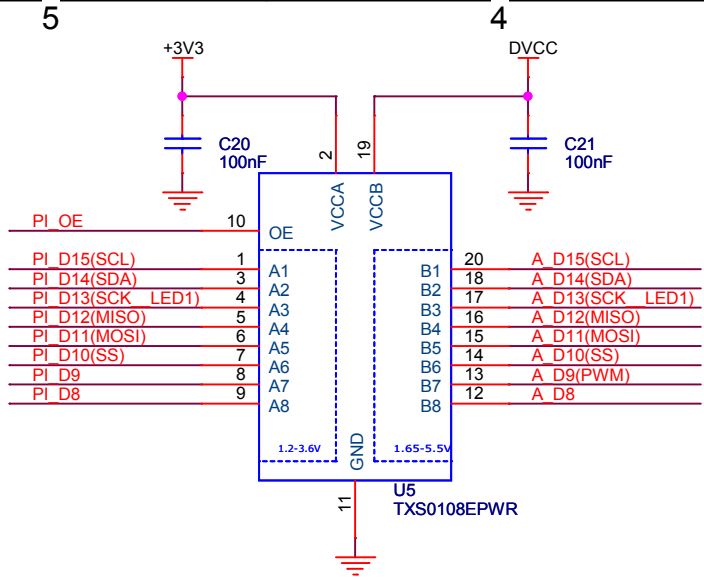 5 4
+3V3 DVCC
C20
100nF
C21
100nF
2 19
VCCA VCCB
PI_OE 10 OE
PI_D15(SCL) 1 A1 B1 20 A_D15(SCL)
PI_D14(SDA) 3 A2 B2 18 A_D14(SDA)
PI_D13(SCK__LED1) 4 A3 B3 17 A_D13(SCK__LED1)
PI_D12(MISO) 5 A4 B4 16 A_D12(MISO)
PI_D11(MOSI) 6 A5 B5 15 A_D11(MOSI)
PI_D10(SS) 7 A6 B6 14 A_D10(SS)
PI_D9 8 A7 B7 13 A_D9(PWM)
PI_D8 9 A8 B8 12 A_D8
1.2-3.6V GND 1.65-5.5V
11
U5
TXS0108EPWR